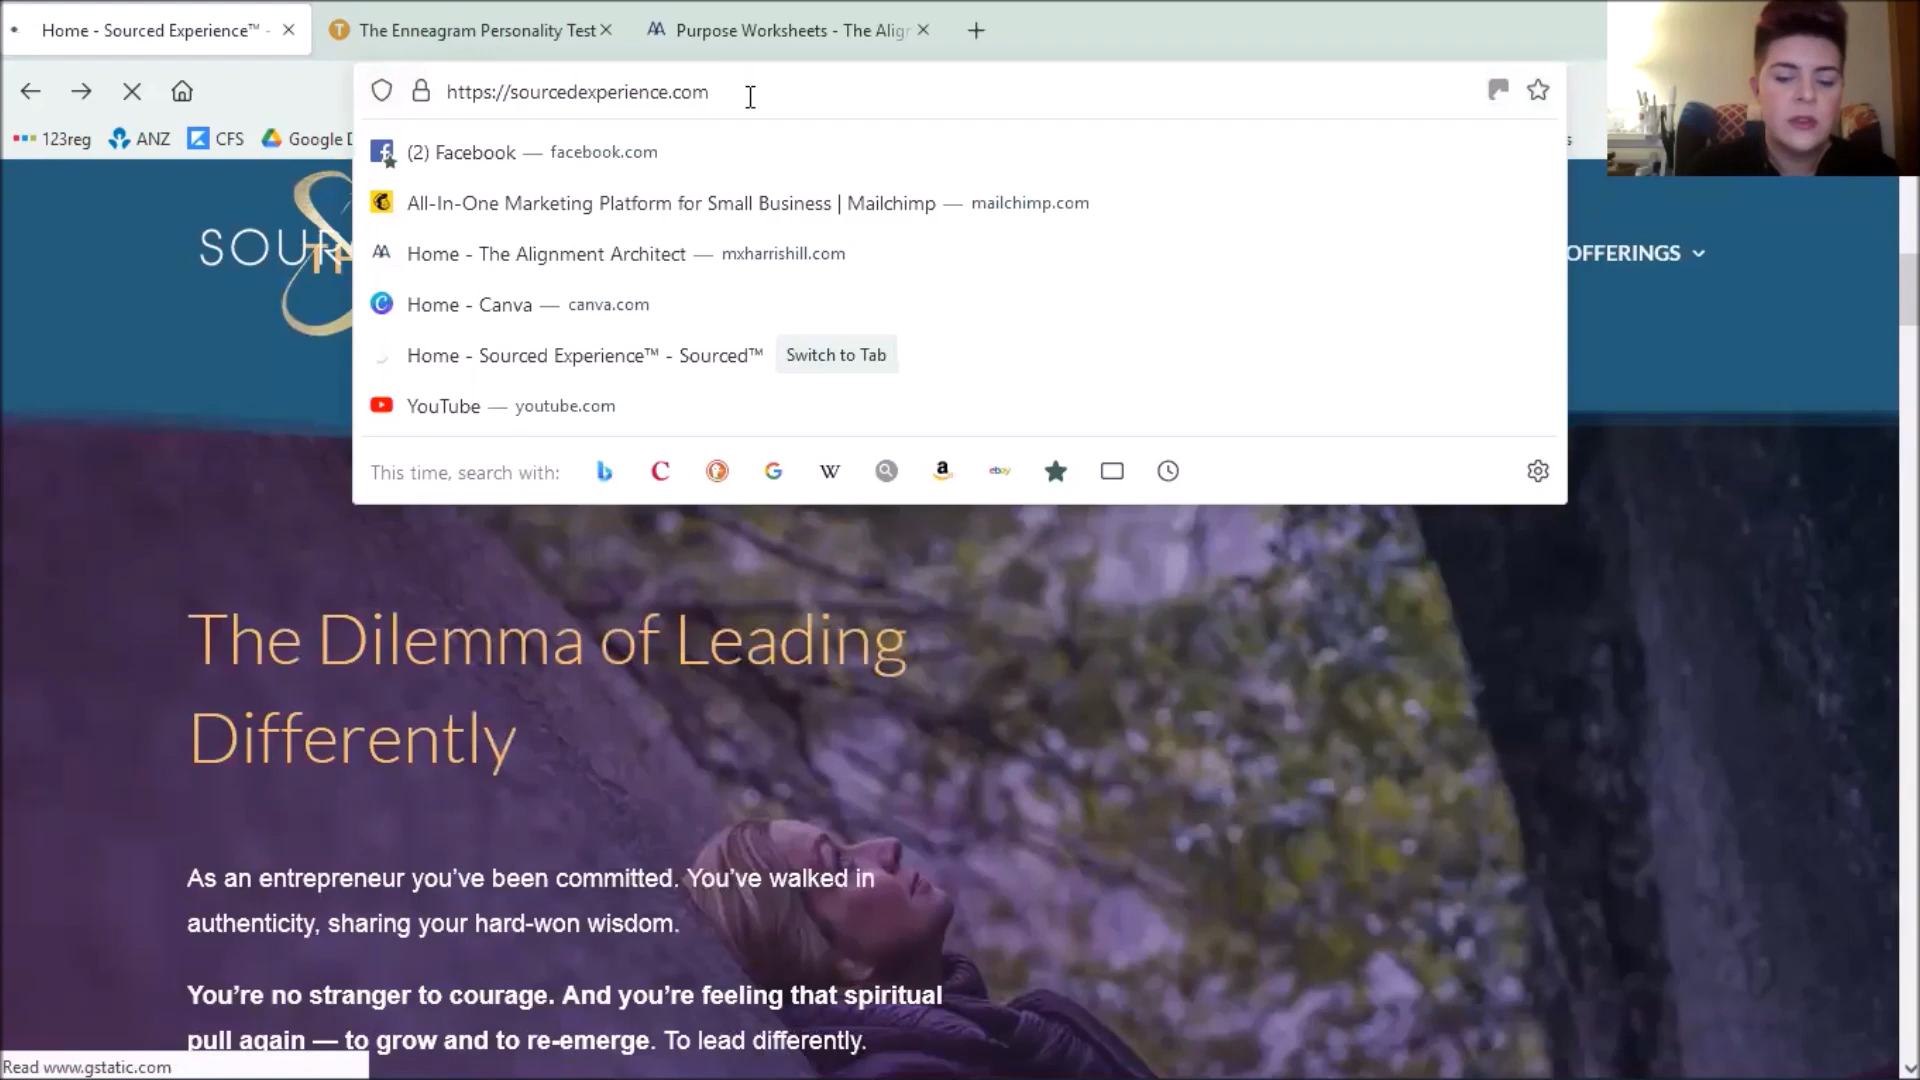 Home - Sourced Experience™ -
The Enneagram Personality Test
Purpose Worksheets - The Align
https://sourcedexperience.com
123reg
ANZ
CFS
Google D
(2) Facebook — facebook.com
All-In-One Marketing Platform for Small Business | Mailchimp — mailchimp.com
Home - The Alignment Architect — mxharrishill.com
Home - Canva — canva.com
Home - Sourced Experience™ - Sourced™ Switch to Tab
YouTube — youtube.com
This time, search with:
SOUR
OFFERINGS
The Dilemma of Leading
Differently
As an entrepreneur you’ve been committed. You’ve walked in
authenticity, sharing your hard-won wisdom.
You’re no stranger to courage. And you’re feeling that spiritual
pull again — to grow and to re-emerge. To lead differently.
Read www.gstatic.com